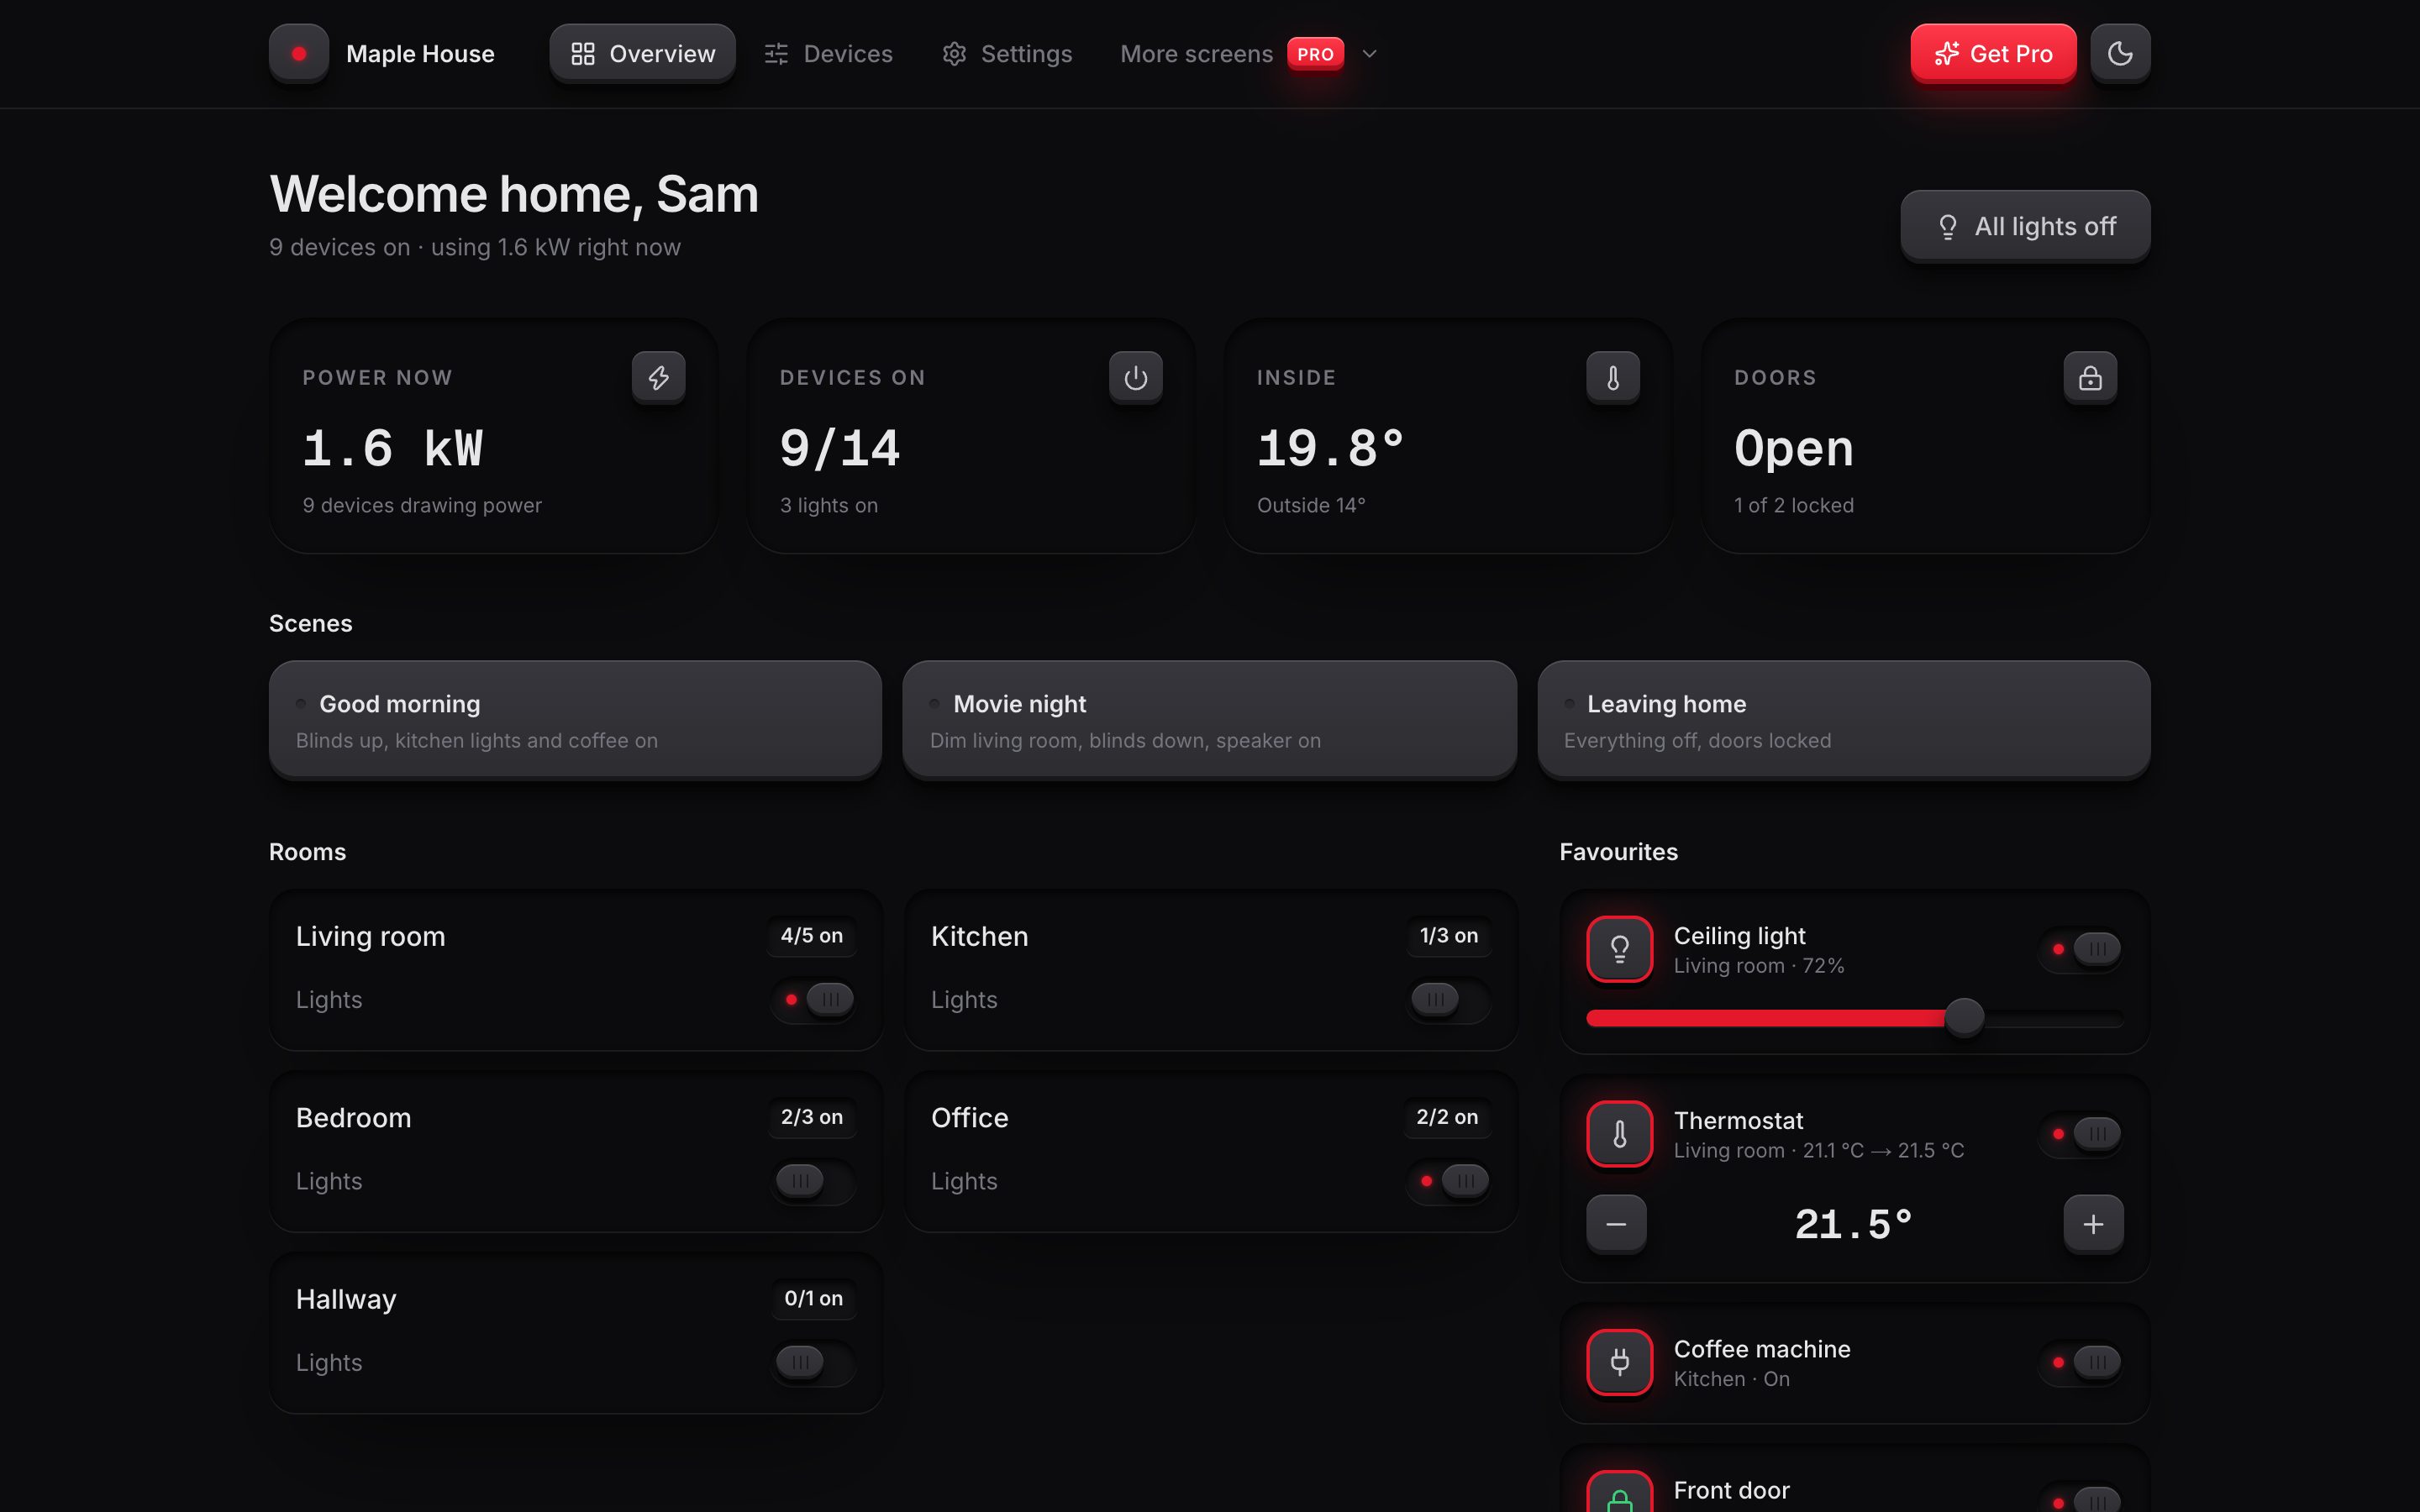 Maple House
Overview
Devices
Settings
More screens PRO
Get Pro
Welcome home, Sam
9 devices on · using 1.6 kW right now
All lights off
POWER NOW
1.6 kW
9 devices drawing power
DEVICES ON
9/14
3 lights on
INSIDE
19.8°
Outside 14°
DOORS
Open
1 of 2 locked
Scenes
Good morning
Blinds up, kitchen lights and coffee on
Movie night
Dim living room, blinds down, speaker on
Leaving home
Everything off, doors locked
Rooms
Living room
4/5 on
Lights
Kitchen
1/3 on
Lights
Bedroom
2/3 on
Lights
Office
2/2 on
Lights
Hallway
0/1 on
Lights
Favourites
Ceiling light
Living room · 72%
Thermostat
Living room · 21.1 °C → 21.5 °C
21.5°
Coffee machine
Kitchen · On
Front door